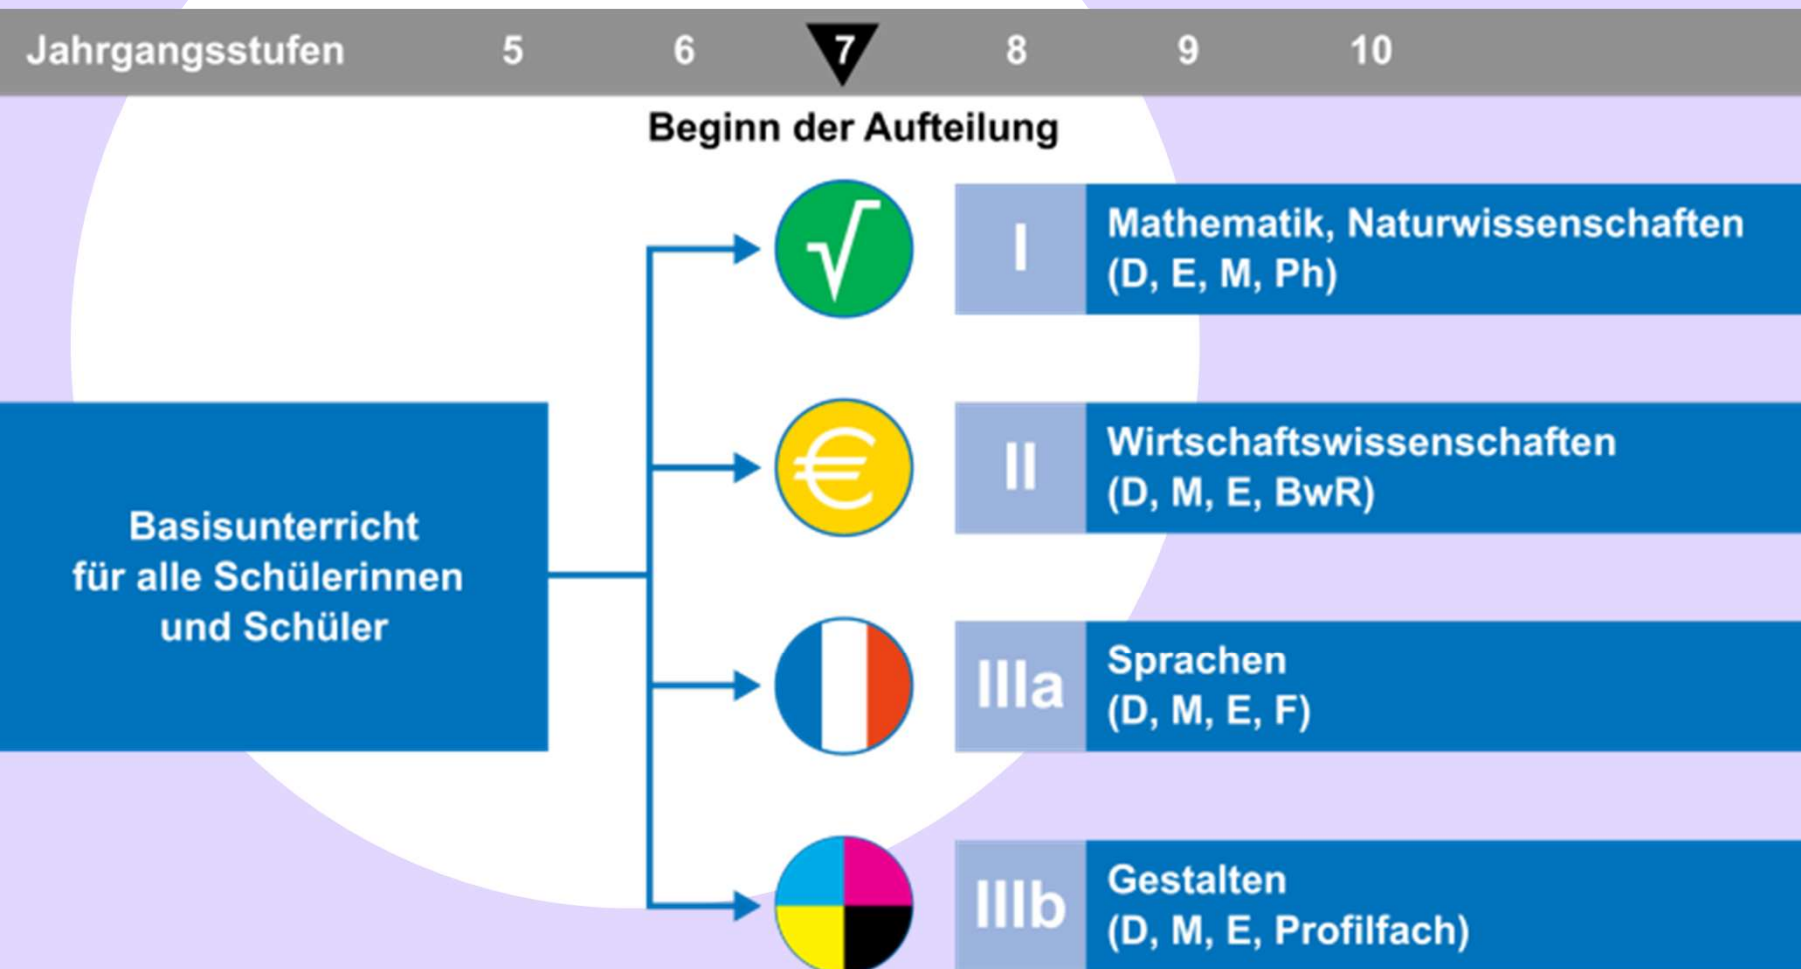 Jahrgangsstufen 5 6 7 8 9 10
Beginn der Aufteilung
√
I
Mathematik, Naturwissenschaften
(D, E, M, Ph)
€
II
Wirtschaftswissenschaften
(D, M, E, BwR)
Basisunterricht
für alle Schülerinnen
und Schüler
IIIa
Sprachen
(D, M, E, F)
IIIb
Gestalten
(D, M, E, Profilfach)